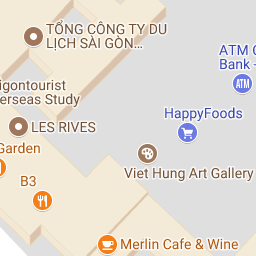 TỔNG CÔNG TY DU
LỊCH SÀI GÒN...
ATM
Bank -
igontourist
erseas Study
HappyFoods
LES RIVES
Garden
Viet Hung Art Gallery
B3
Merlin Cafe & Wine